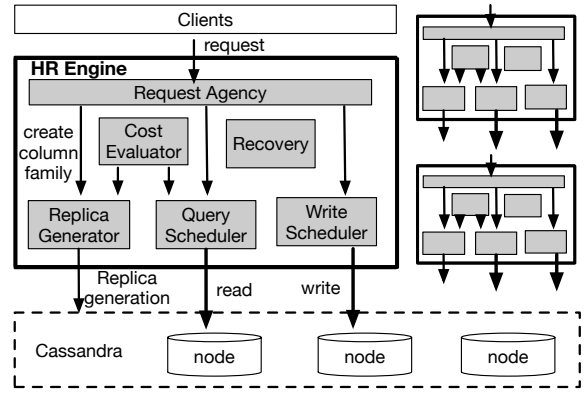 Clients
request
HR Engine
Request Agency
create
column
family
Cost
Evaluator
Recovery
Replica
Generator
Query
Scheduler
Write
Scheduler
Replica
generation
read
write
Cassandra
node
node
node